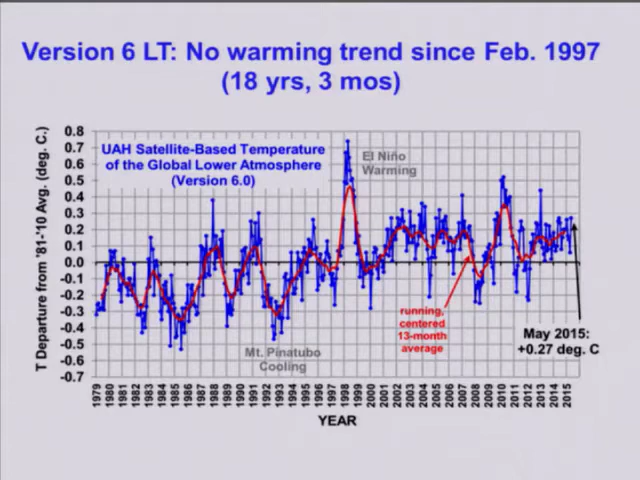 Version 6 LT: No warming trend since Feb. 1997
(18 yrs, 3 mos)
UAH Satellite-Based Temperature
of the Global Lower Atmosphere
(Version 6.0)
El Niño
Warming
T Departure from '81-'10 Avg. (deg. C.)
0.8
0.7
0.6
0.5
0.4
0.3
0.2
0.1
0.0
-0.1
-0.2
-0.3
-0.4
-0.5
-0.6
-0.7
running,
centered
13-month
average
Mt. Pinatubo
Cooling
May 2015:
+0.27 deg. C
1979 1980 1981 1982 1983 1984 1985 1986 1987 1988 1989 1990 1991 1992 1993 1994 1995 1996 1997 1998 1999 2000 2001 2002 2003 2004 2005 2006 2007 2008 2009 2010 2011 2012 2013 2014 2015
YEAR